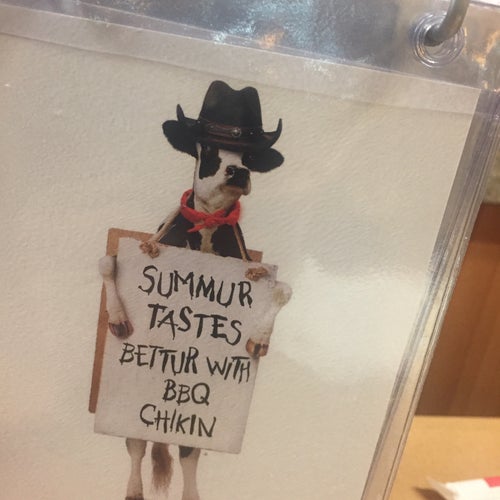 SUMMUR
TASTES
BETTUR WITH
BBQ
CHIKIN